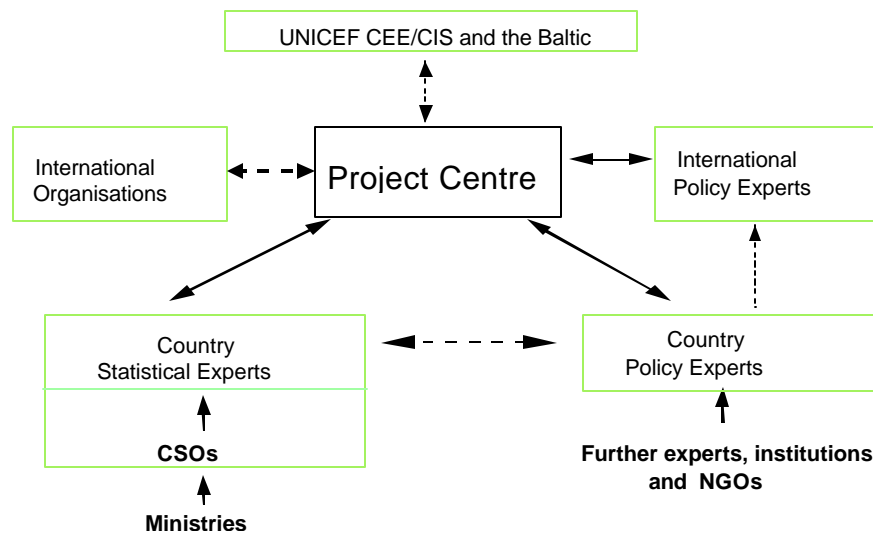 UNICEF CEE/CIS and the Baltic
International
Organisations
Project Centre
International
Policy Experts
Country
Statistical Experts
Country
Policy Experts
CSOs
Further experts, institutions
and NGOs
Ministries